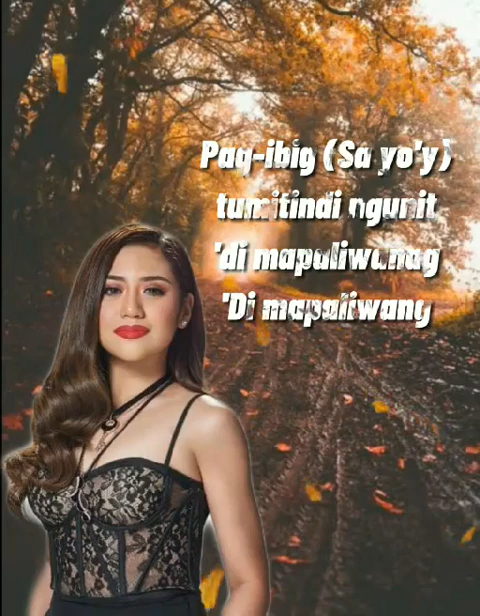 Pag-ibig (Sa yo'y)
tumitindi ngunit
'di mapaliwanag
'Di mapaliwang